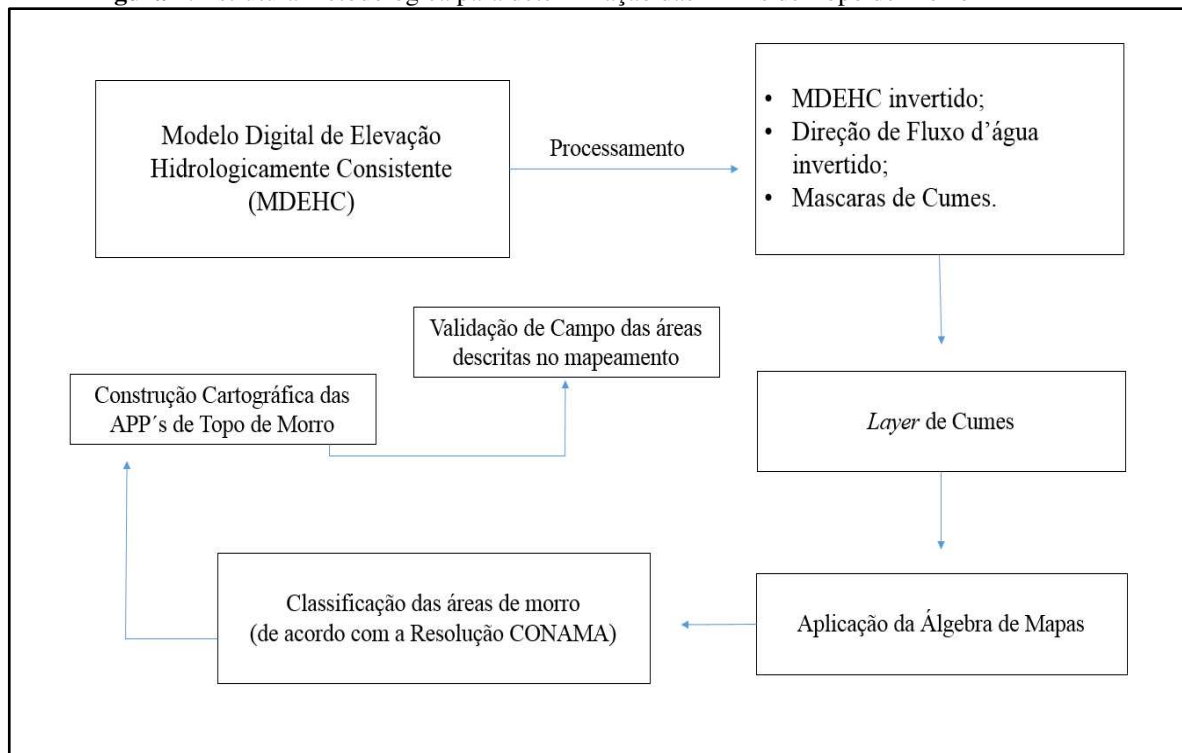 Modelo Digital de Elevação
Hidrologicamente Consistente
(MDEHC)
Processamento
• MDEHC invertido;
• Direção de Fluxo d’água
invertido;
• Mascaras de Cumes.
Layer de Cumes
Aplicação da Álgebra de Mapas
Classificação das áreas de morro
(de acordo com a Resolução CONAMA)
Construção Cartográfica das
APP´s de Topo de Morro
Validação de Campo das áreas
descritas no mapeamento